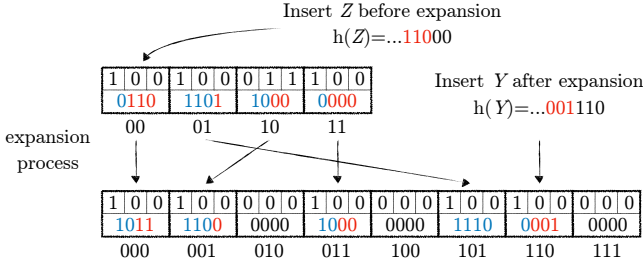 Insert Z before expansion
h(Z)=...11000
1 0 0 1 0 0 0 1 1 1 0 0
0110 1101 1000 0000
00 01 10 11
Insert Y after expansion
h(Y)=...001110
expansion
process
1 0 0 1 0 0 0 0 0 1 0 0 0 0 0 1 0 0 1 0 0 0 0 0
1011 1100 0000 1000 0000 1110 0001 0000
000 001 010 011 100 101 110 111